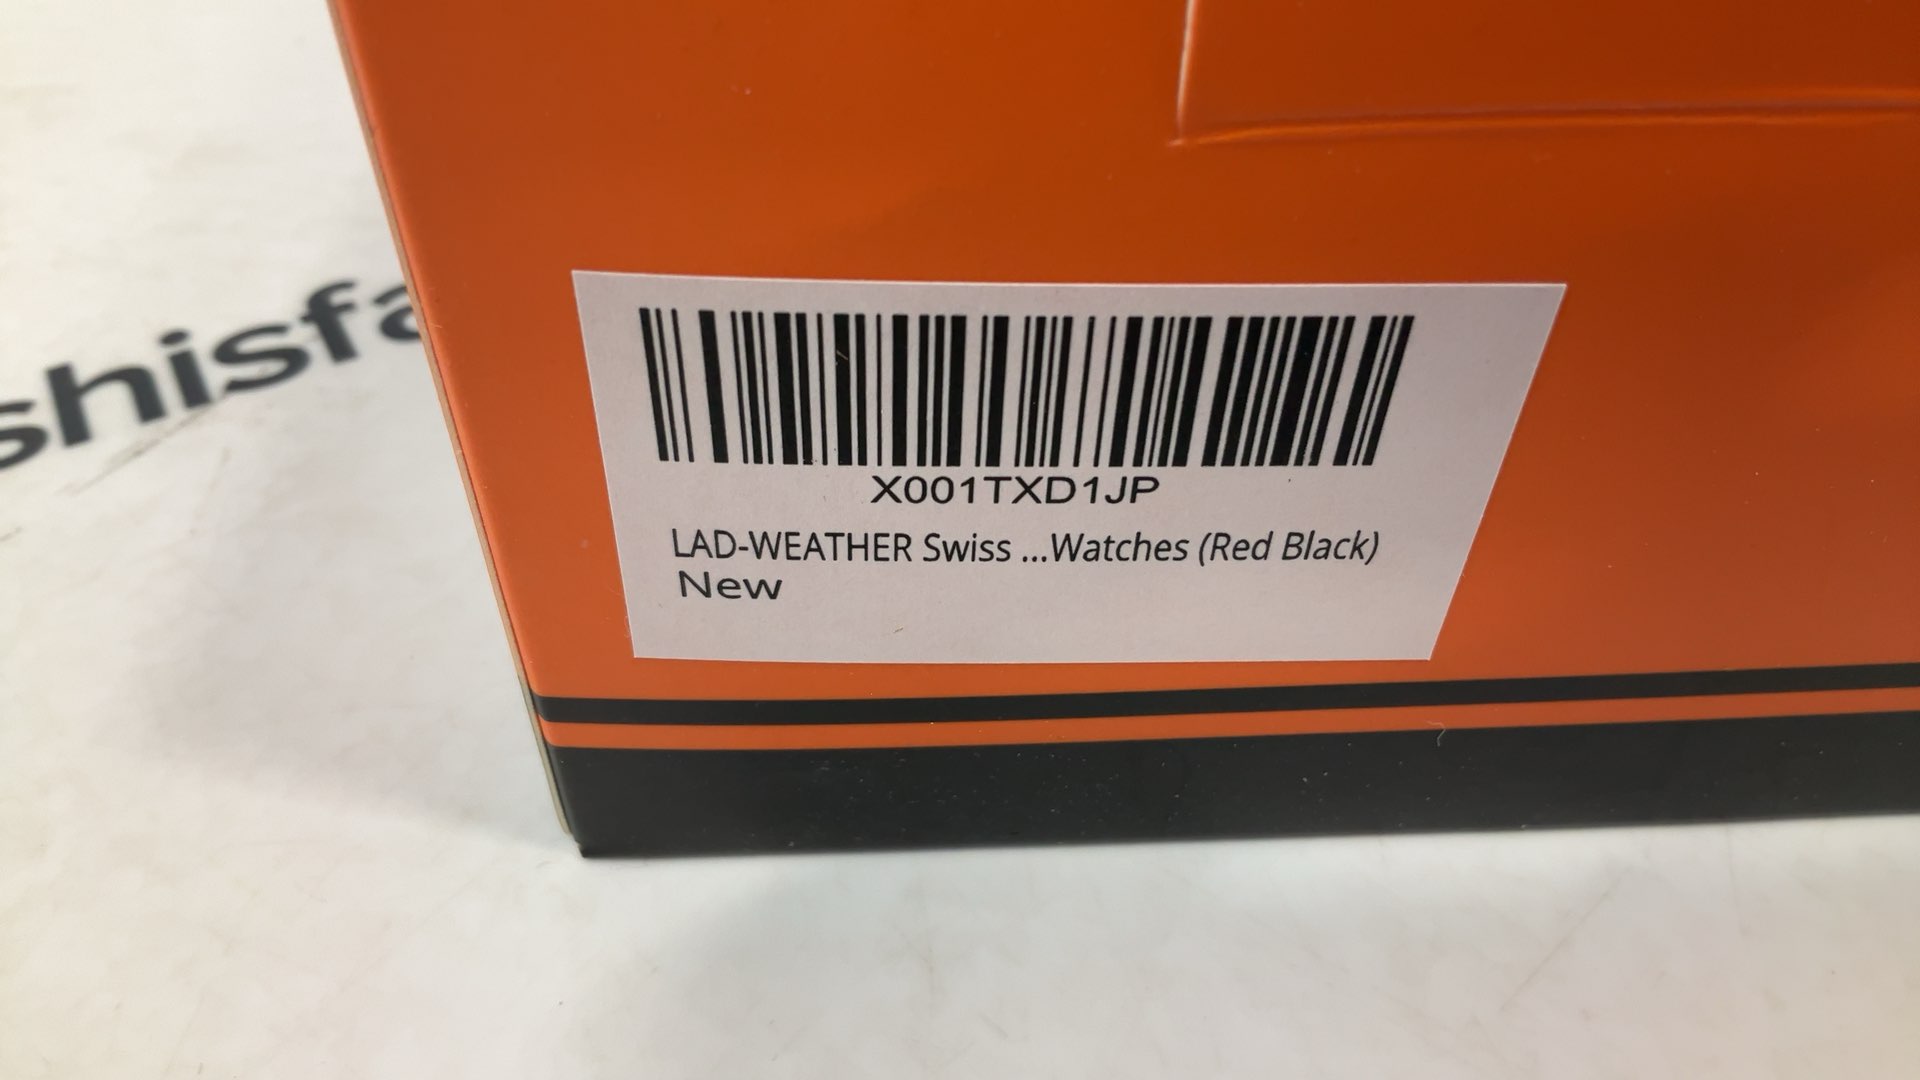 shisfa
X001TXD1JP
LAD-WEATHER Swiss ...Watches (Red Black)
New